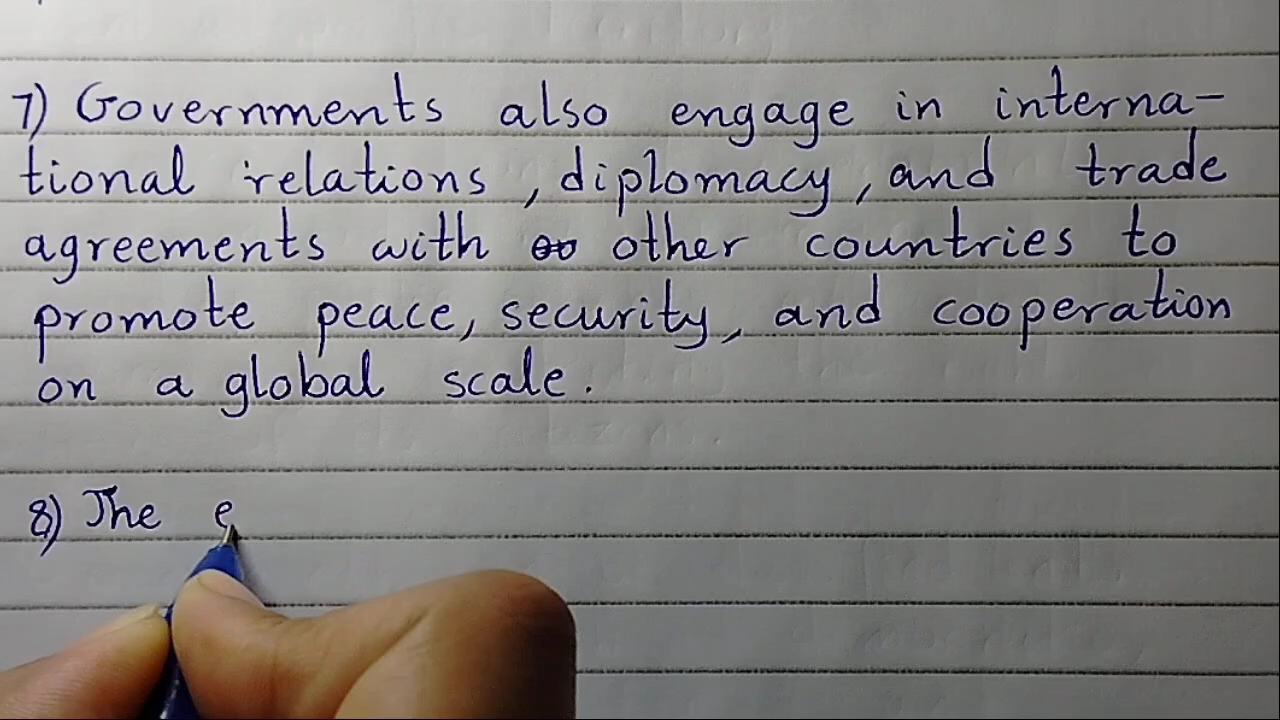 7) Governments also engage in interna-
tional relations, diplomacy, and trade
agreements with other countries to
promote peace, security, and cooperation
on a global scale.
8) The e